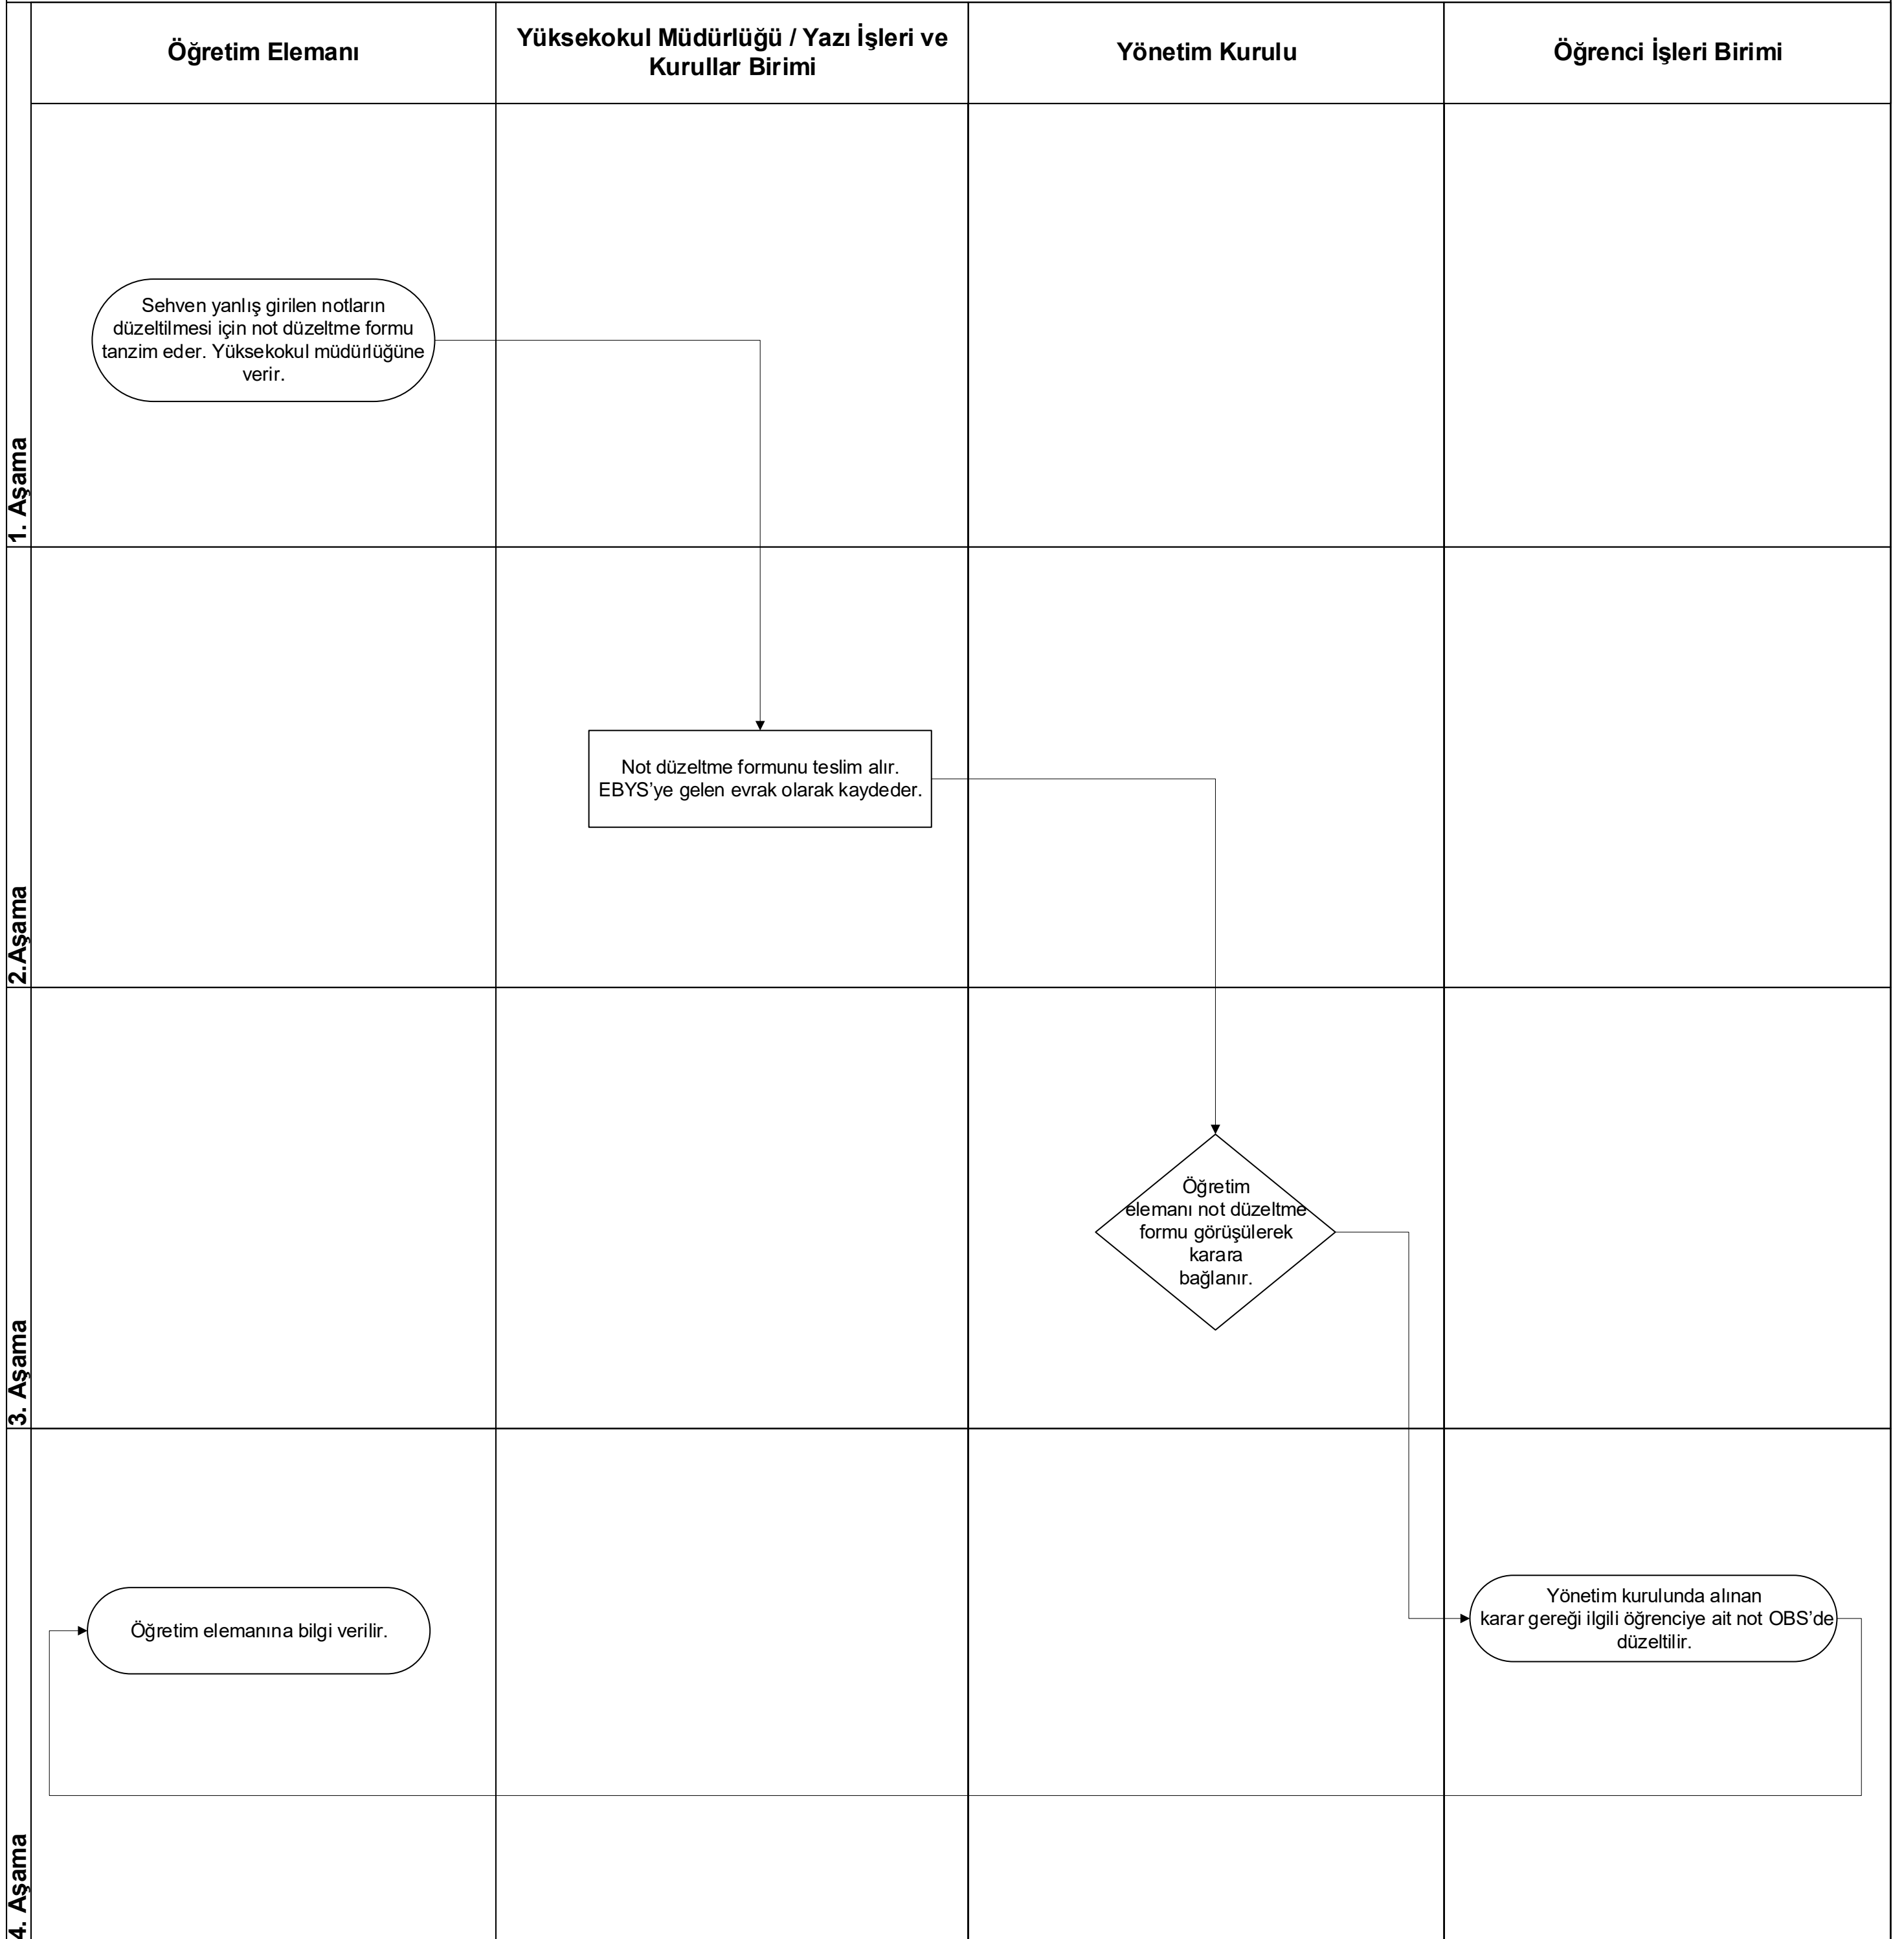 Öğretim Elemanı
Yüksekokul Müdürlüğü / Yazı İşleri ve
Kurullar Birimi
Yönetim Kurulu
Öğrenci İşleri Birimi
1. Aşama
Sehven yanlış girilen notların
düzeltilmesi için not düzeltme formu
tanzim eder. Yüksekokul müdürlüğüne
verir.
2.Aşama
Not düzeltme formunu teslim alır.
EBYS’ye gelen evrak olarak kaydeder.
3. Aşama
Öğretim
elemanı not düzeltme
formu görüşülerek
karara
bağlanır.
4. Aşama
Öğretim elemanına bilgi verilir.
Yönetim kurulunda alınan
karar gereği ilgili öğrenciye ait not OBS’de
düzeltilir.